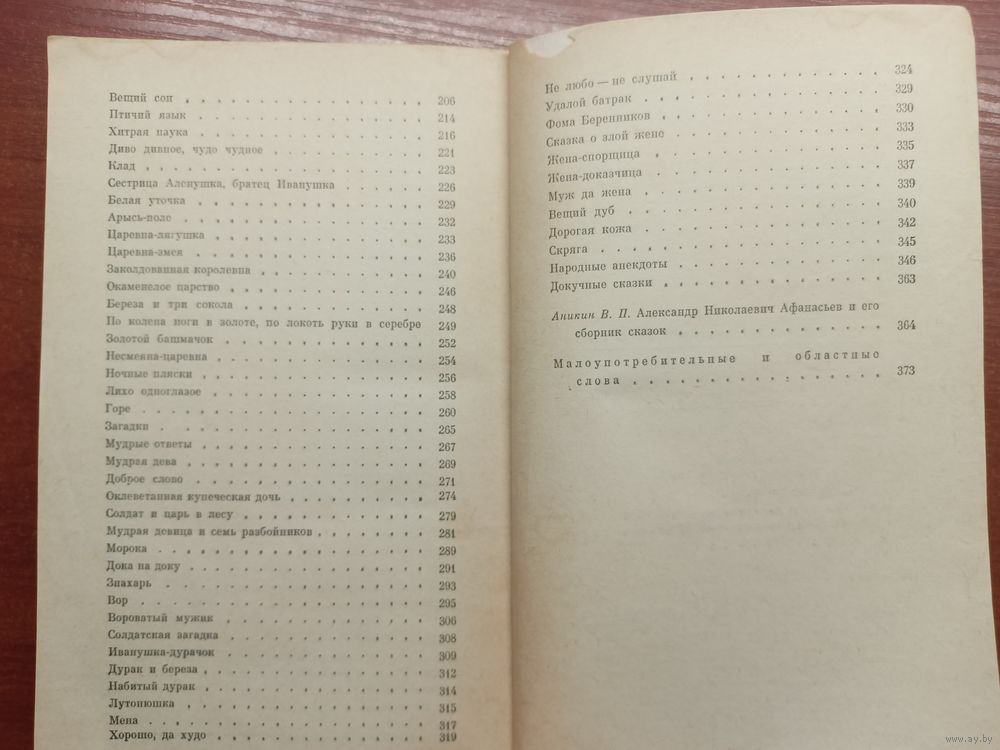 Вещий сон . . . . . . . . . . . . . . . . 206
Птичий язык . . . . . . . . . . . . . . . 214
Хитрая наука . . . . . . . . . . . . . . . 216
Диво дивное, чудо чудное . . . . . . . . . . . 221
Клад . . . . . . . . . . . . . . . . . . 223
Сестрица Аленушка, братец Иванушка . . . . . . 226
Белая уточка . . . . . . . . . . . . . . . 229
Арысь-поле . . . . . . . . . . . . . . . . 232
Царевна-лягушка . . . . . . . . . . . . . . 233
Царевна-змея . . . . . . . . . . . . . . . 236
Заколдованная королевна . . . . . . . . . . . 240
Окаменелое царство . . . . . . . . . . . . . 246
Береза и три сокола . . . . . . . . . . . . . 248
По колена ноги в золоте, по локоть руки в серебре 249
Золотой башмачок . . . . . . . . . . . . . . 252
Несмеяна-царевна . . . . . . . . . . . . . . 254
Ночные пляски . . . . . . . . . . . . . . . 256
Лихо одноглазое . . . . . . . . . . . . . . 258
Горе . . . . . . . . . . . . . . . . . . 260
Загадки . . . . . . . . . . . . . . . . . 265
Мудрые ответы . . . . . . . . . . . . . . . 267
Мудрая дева . . . . . . . . . . . . . . . . 269
Доброе слово . . . . . . . . . . . . . . . 271
Оклеветанная купеческая дочь . . . . . . . . . 274
Солдат и царь в лесу . . . . . . . . . . . . 279
Мудрая девица и семь разбойников . . . . . . . 281
Морока . . . . . . . . . . . . . . . . . . 289
Дока на доку . . . . . . . . . . . . . . . 291
Знахарь . . . . . . . . . . . . . . . . . 293
Вор . . . . . . . . . . . . . . . . . . . 295
Вороватый мужик . . . . . . . . . . . . . . 306
Солдатская загадка . . . . . . . . . . . . . 308
Иванушка-дурачок . . . . . . . . . . . . . . 309
Дурак и береза . . . . . . . . . . . . . . . 312
Набитый дурак . . . . . . . . . . . . . . . 314
Лутонюшка . . . . . . . . . . . . . . . . 315
Мена . . . . . . . . . . . . . . . . . . 317
Хорошо, да худо . . . . . . . . . . . . . . 319
Не любо — не слушай . . . . . . . . . . . . 324
Удалой батрак . . . . . . . . . . . . . . . 329
Фома Беренников . . . . . . . . . . . . . . 330
Сказка о злой жене . . . . . . . . . . . . . 333
Жена-спорщица . . . . . . . . . . . . . . . 335
Жена-доказчица . . . . . . . . . . . . . . . 337
Муж да жена . . . . . . . . . . . . . . . . 339
Вещий дуб . . . . . . . . . . . . . . . . . 340
Дорогая кожа . . . . . . . . . . . . . . . 342
Скряга . . . . . . . . . . . . . . . . . . 345
Народные анекдоты . . . . . . . . . . . . . 346
Докучные сказки . . . . . . . . . . . . . . 363
Аникин В. П. Александр Николаевич Афанасьев и его
сборник сказок . . . . . . . . . . . . . . 364
Малоупотребительные и областные
слова . . . . . . . . . . . . . . . . . . 373
www.ay.by